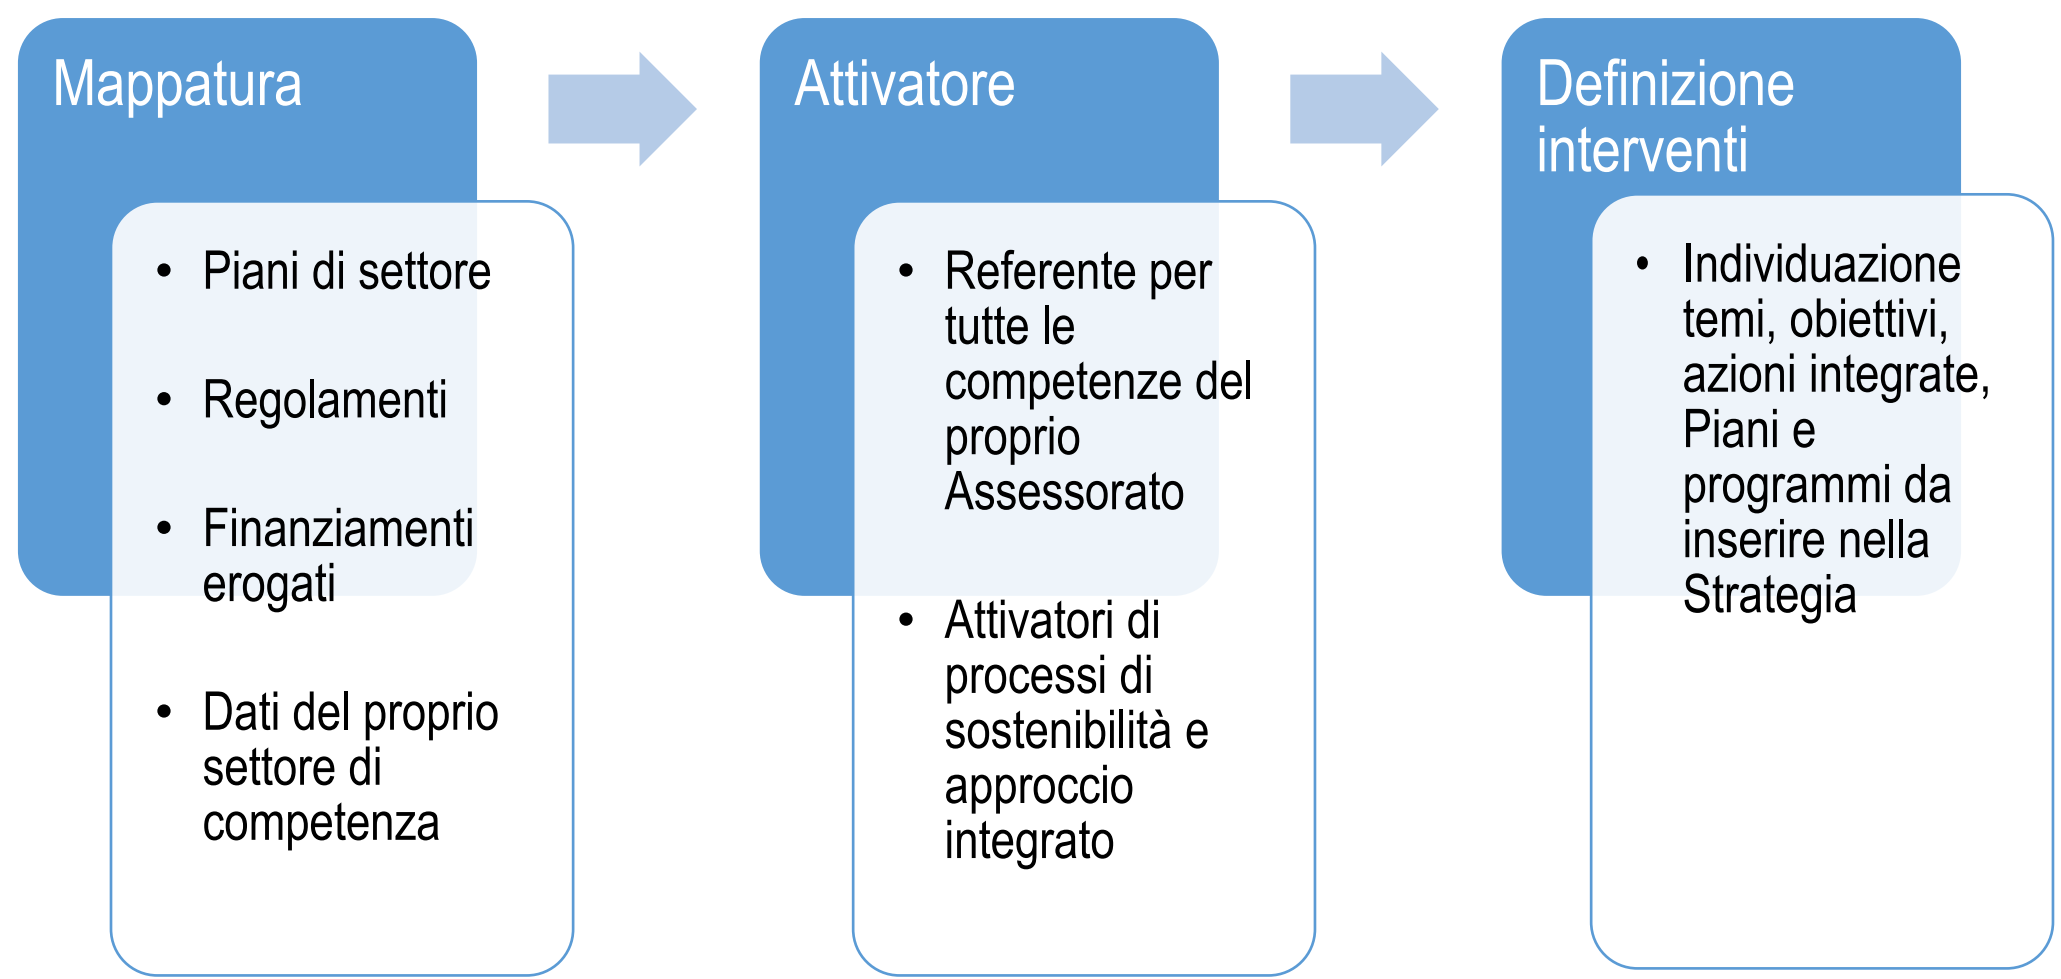 Mappatura
• Piani di settore
• Regolamenti
• Finanziamenti
erogati
• Dati del proprio
settore di
competenza
Attivatore
• Referente per
tutte le
competenze del
proprio
Assessorato
• Attivatori di
processi di
sostenibilità e
approccio
integrato
Definizione
interventi
• Individuazione
temi, obiettivi,
azioni integrate,
Piani e
programmi da
inserire nella
Strategia